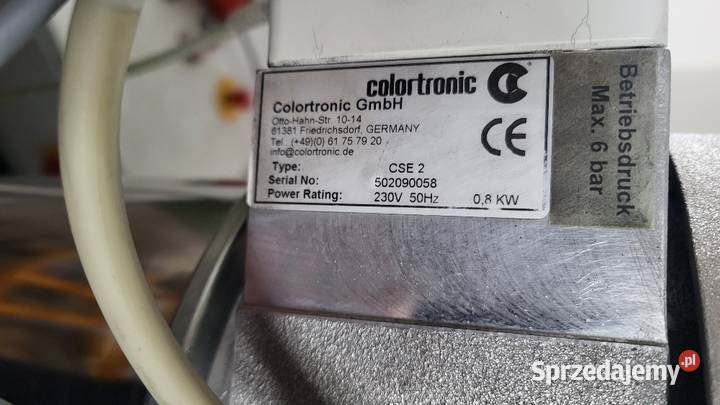 colortronic
Colortronic GmbH
Otto-Hahn-Str. 10-14
61381 Friedrichsdorf, GERMANY
Tel.: (+49)(0) 61 75 79 20
info@colortronic.de
CE
Type: CSE 2
Serial No: 502090058
Power Rating: 230V 50Hz 0,8 KW
Betriebsdruck
Max. 6 bar
Sprzedajemy.pl